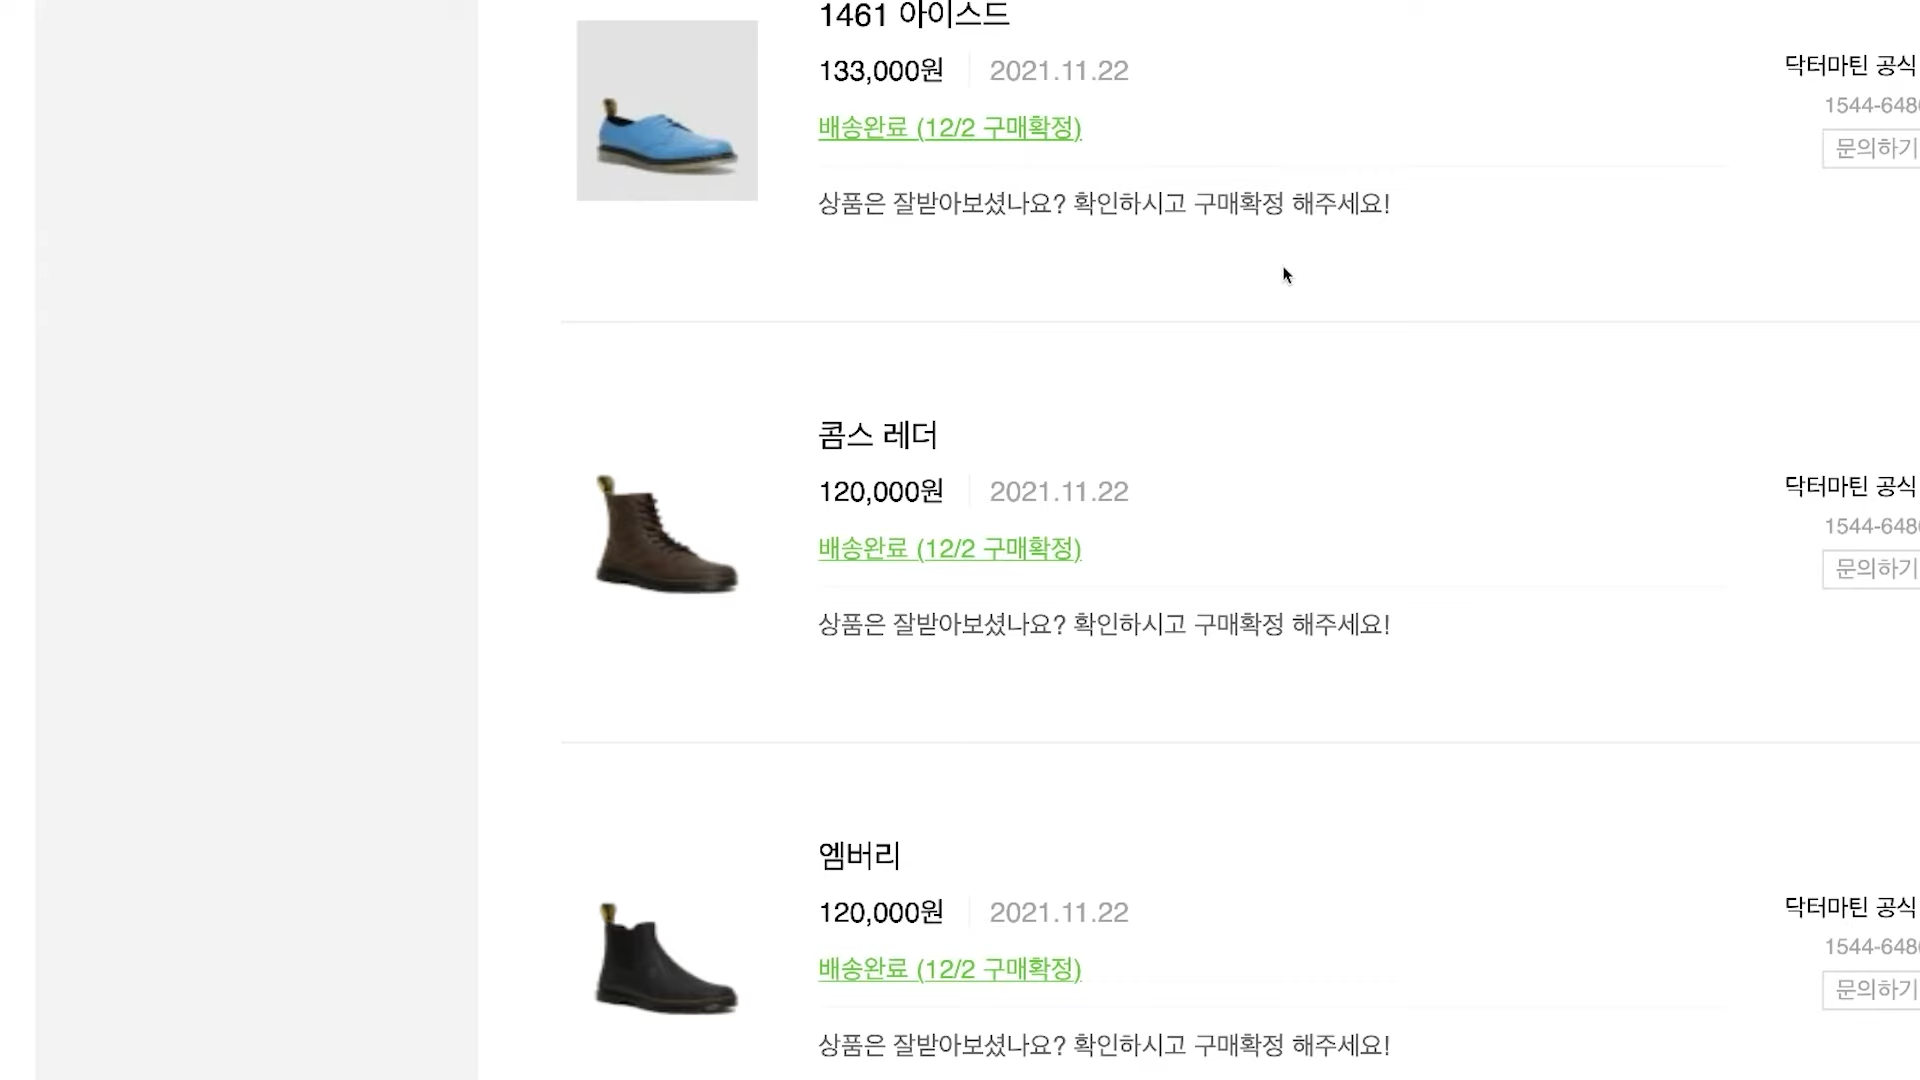 1461 아이스드
133,000원 2021.11.22
배송완료 (12/2 구매확정)
상품은 잘받아보셨나요? 확인하시고 구매확정 해주세요!
닥터마틴 공식
1544-648
문의하기
콤스 레더
120,000원 2021.11.22
배송완료 (12/2 구매확정)
상품은 잘받아보셨나요? 확인하시고 구매확정 해주세요!
닥터마틴 공식
1544-648
문의하기
엠버리
120,000원 2021.11.22
배송완료 (12/2 구매확정)
상품은 잘받아보셨나요? 확인하시고 구매확정 해주세요!
닥터마틴 공식
1544-648
문의하기